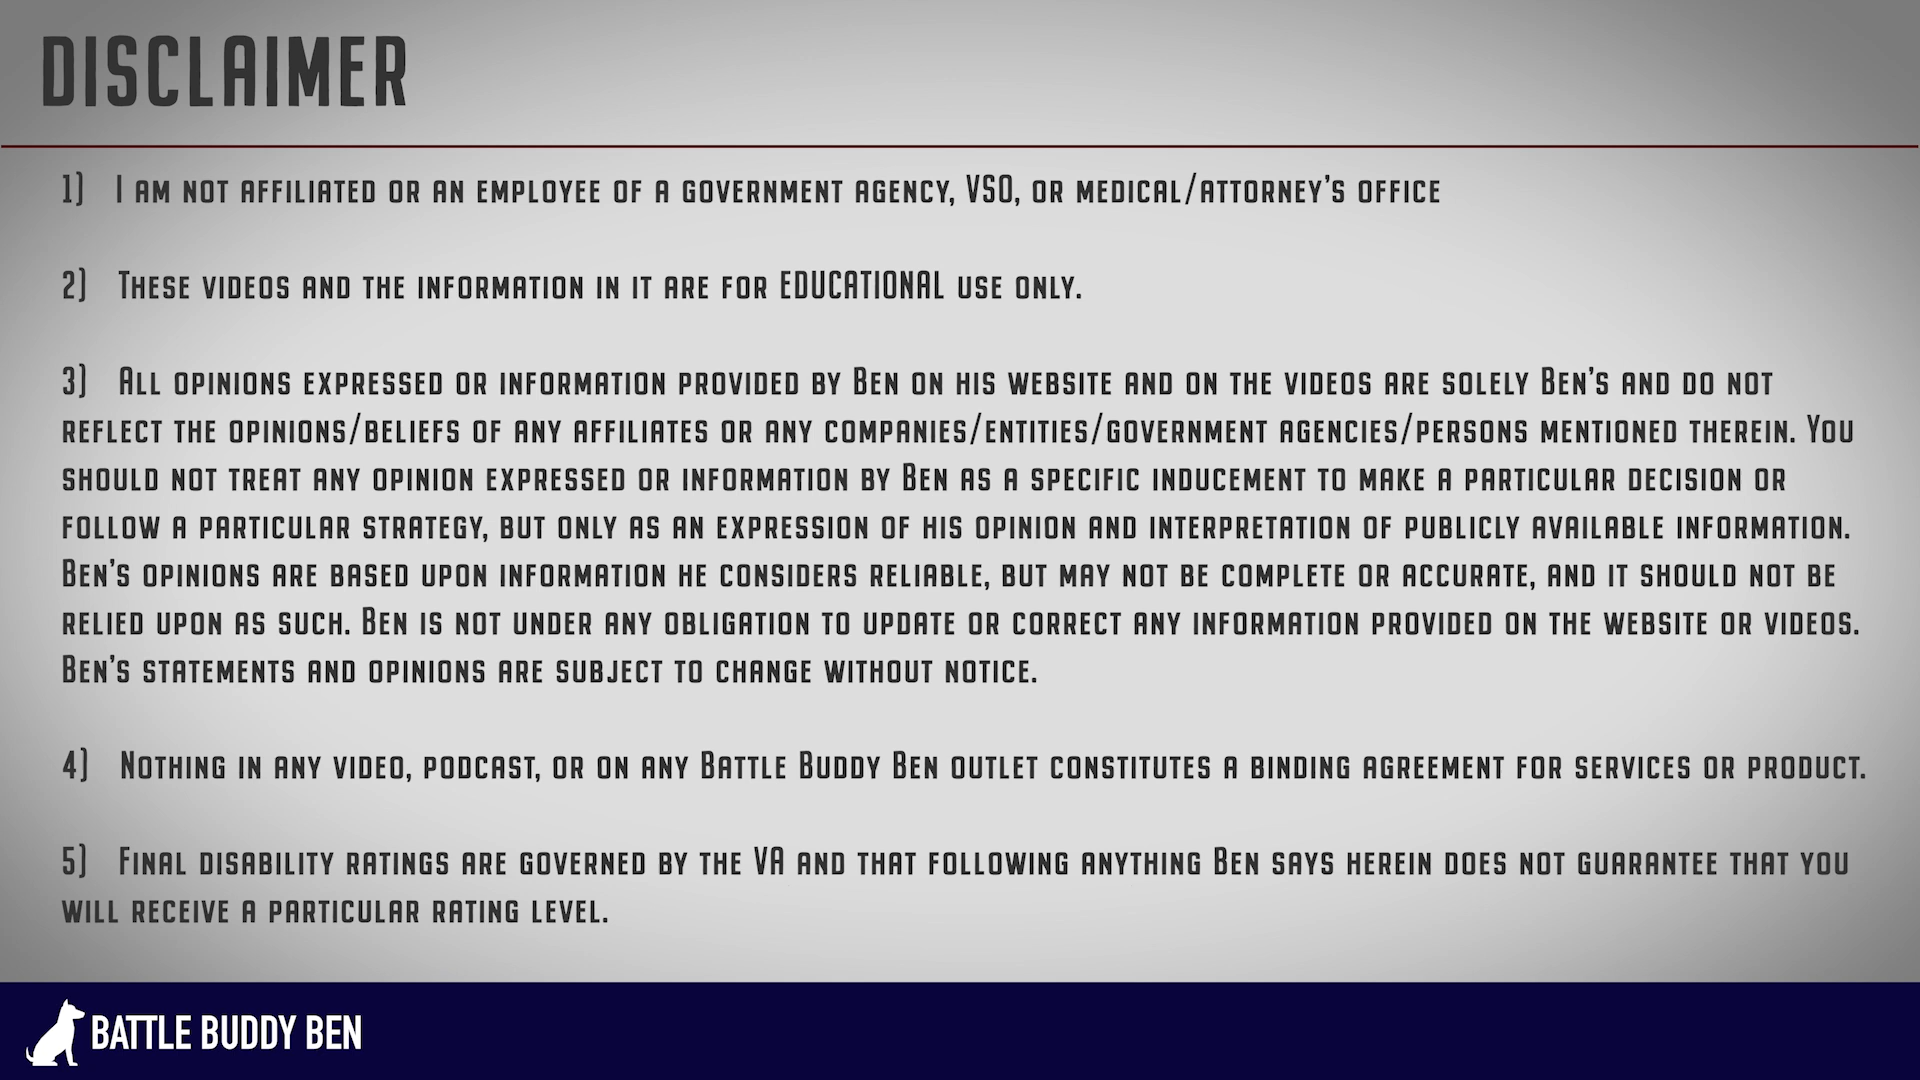 DISCLAIMER
1) I am not affiliated or an employee of a government agency, VSO, or medical/attorney's office
2) These videos and the information in it are for EDUCATIONAL use only.
3) All opinions expressed or information provided by Ben on his website and on the videos are solely Ben's and do not
reflect the opinions/beliefs of any affiliates or any companies/entities/government agencies/persons mentioned therein. You
should not treat any opinion expressed or information by Ben as a specific inducement to make a particular decision or
follow a particular strategy, but only as an expression of his opinion and interpretation of publicly available information.
Ben's opinions are based upon information he considers reliable, but may not be complete or accurate, and it should not be
relied upon as such. Ben is not under any obligation to update or correct any information provided on the website or videos.
Ben's statements and opinions are subject to change without notice.
4) Nothing in any video, podcast, or on any Battle Buddy Ben outlet constitutes a binding agreement for services or product.
5) Final disability ratings are governed by the VA and that following anything Ben says herein does not guarantee that you
will receive a particular rating level.
BATTLE BUDDY BEN